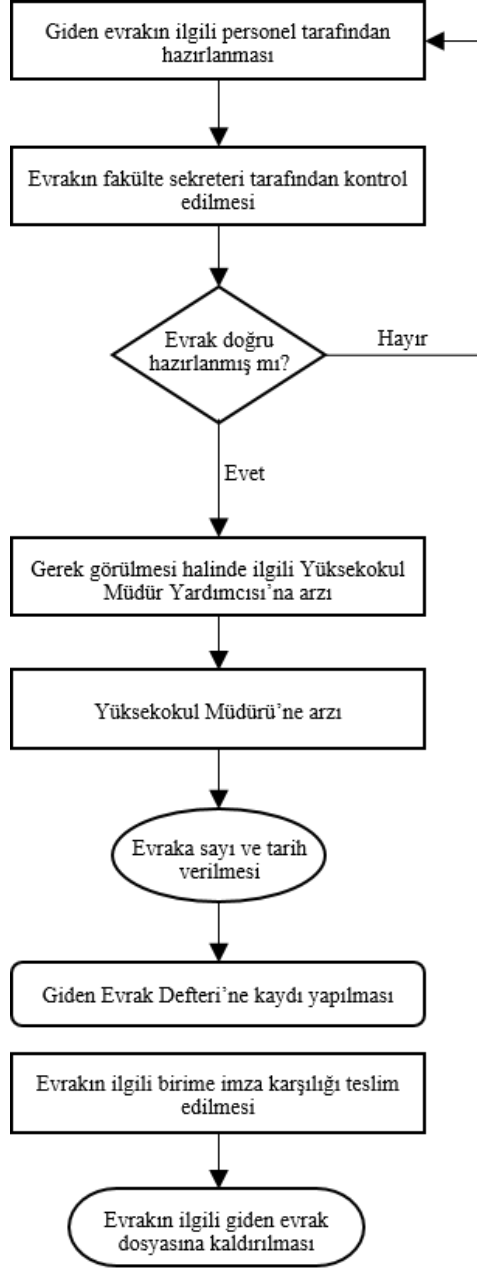 Giden evrakın ilgili personel tarafından
hazırlanması
Evrakın fakülte sekreteri tarafından kontrol
edilmesi
Evrak doğru
hazırlanmış mı?
Hayır
Evet
Gerek görülmesi halinde ilgili Yüksekokul
Müdür Yardımcısı’na arzı
Yüksekokul Müdürü’ne arzı
Evraka sayı ve tarih
verilmesi
Giden Evrak Defteri’ne kaydı yapılması
Evrakın ilgili birime imza karşılığı teslim
edilmesi
Evrakın ilgili giden evrak
dosyasına kaldırılması